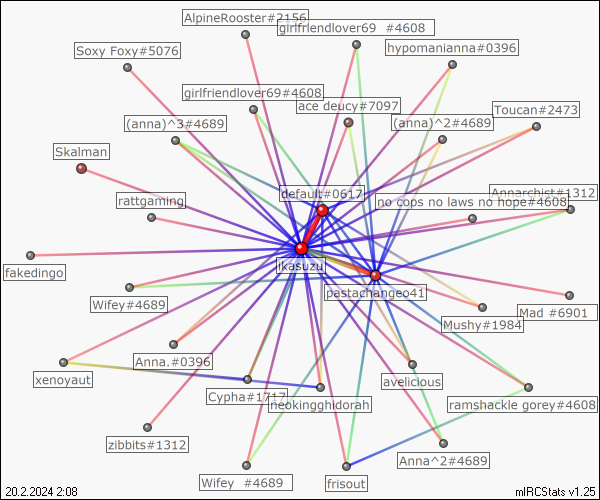 AlpineRooster#2156
girlfriendlover69 #4608
Soxy Foxy#5076
hypomanianna#0396
girlfriendlover69#4608
ace deucy#7097
Toucan#2473
(anna)^3#4689
(anna)^2#4689
Skalman
default#0617
Annarchist#1312
rattgaming
no cops no laws no hope#4608
ikasuzu
fakedingo
pastachangeo41
Wifey#4689
Mad #6901
Mushy#1984
Anna.#0396
xenoyaut
avelicious
Cypha#1717
neokingghidorah
ramshackle gorey#4608
zibbits#1312
Anna^2#4689
Wifey #4689
frisout
20.2.2024 2:08
mIRCStats v1.25